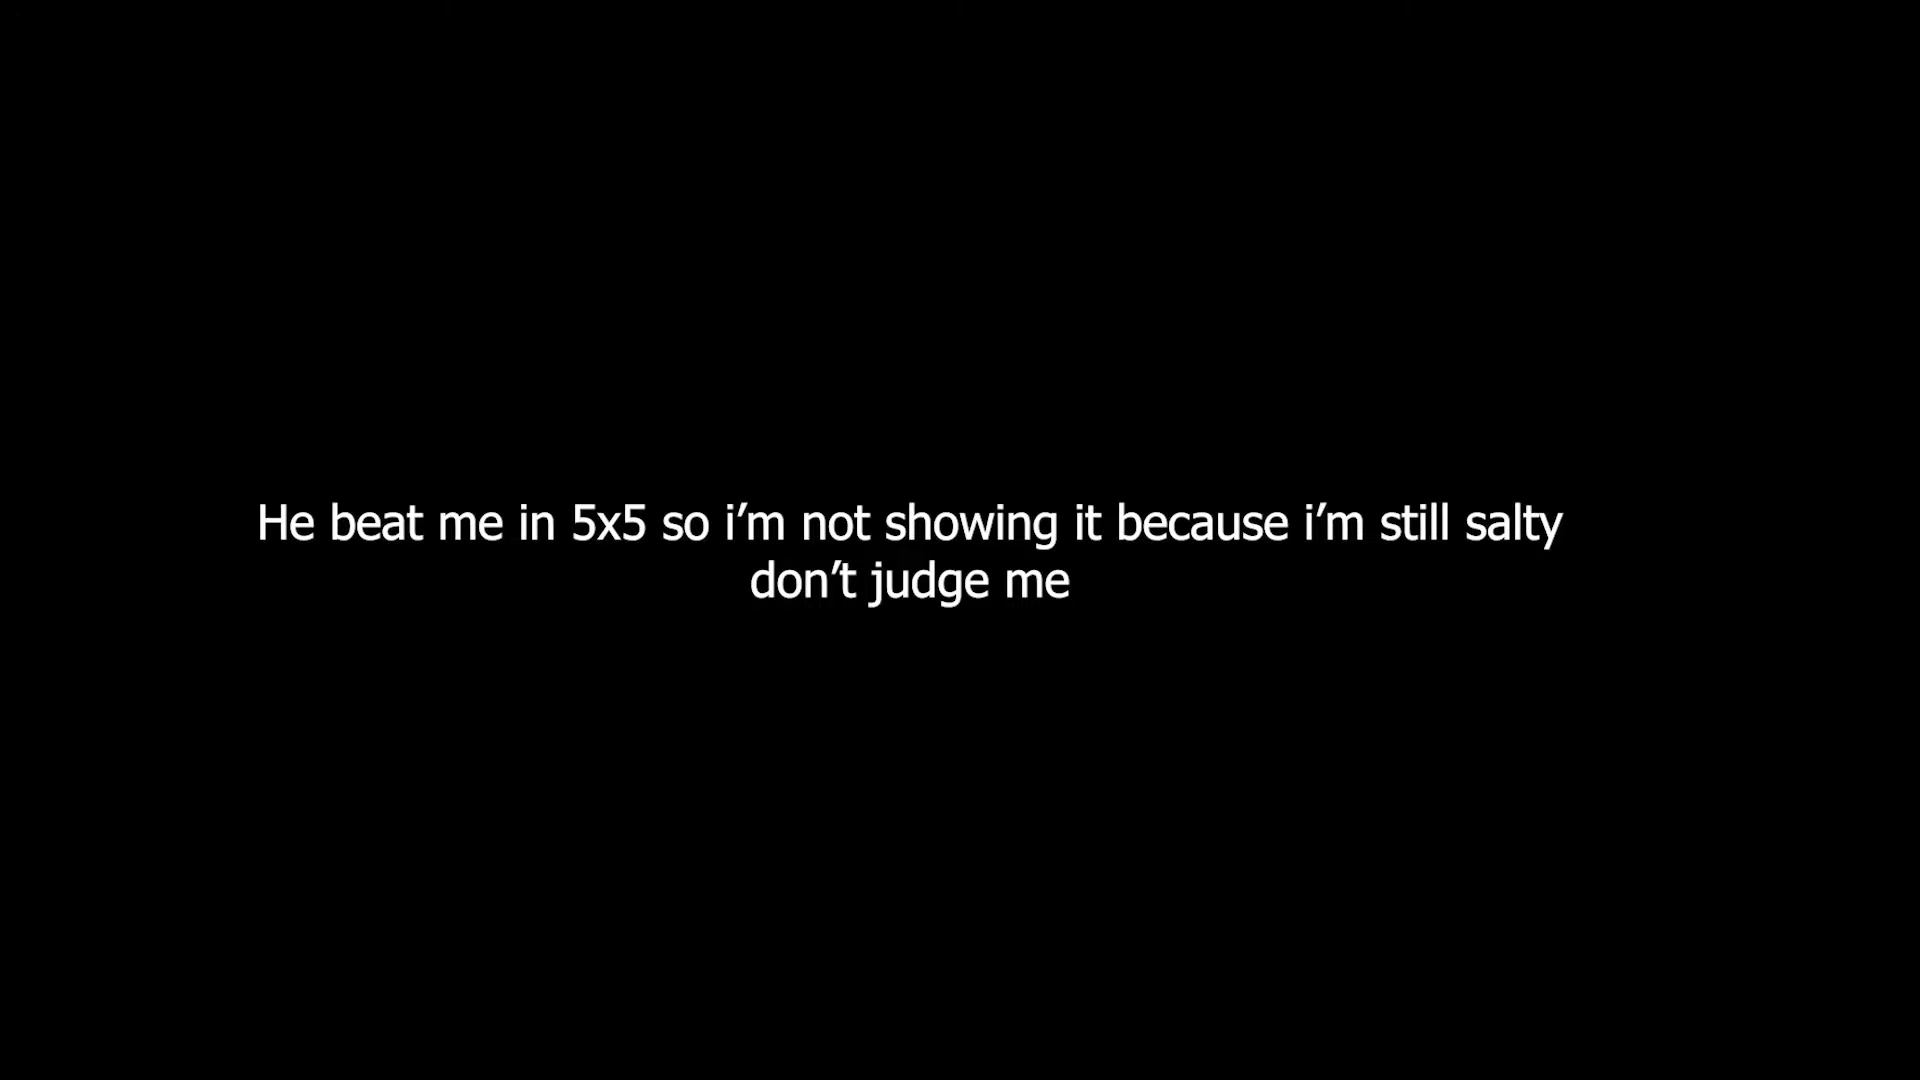 He beat me in 5x5 so i’m not showing it because i’m still salty
don’t judge me